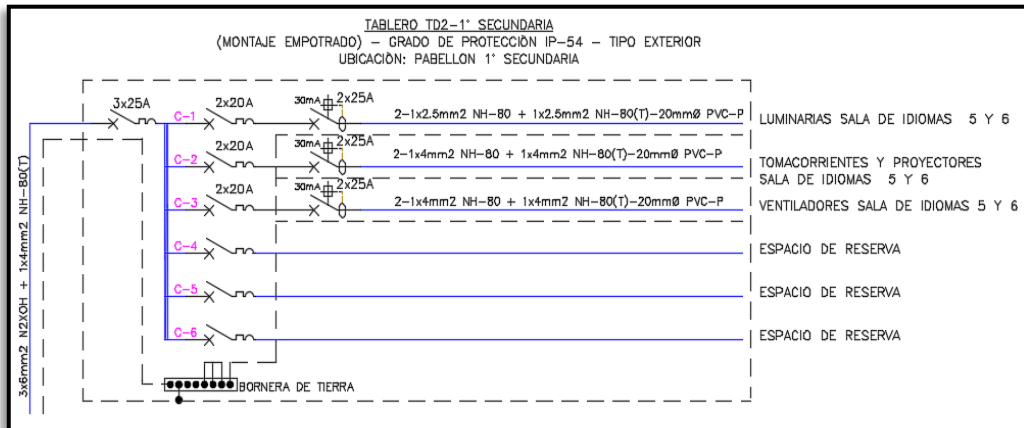 TABLERO TD2-1° SECUNDARIA
(MONTAJE EMPOTRADO) - GRADO DE PROTECCIÓN IP-54 - TIPO EXTERIOR
UBICACIÓN: PABELLON 1° SECUNDARIA
3x25A
C-1
2x20A
30mA
2x25A
2-1x2.5mm2 NH-80 + 1x2.5mm2 NH-80(T)-20mmØ PVC-P
LUMINARIAS SALA DE IDIOMAS 5 Y 6
C-2
2x20A
30mA
2x25A
2-1x4mm2 NH-80 + 1x4mm2 NH-80(T)-20mmØ PVC-P
TOMACORRIENTES Y PROYECTORES
SALA DE IDIOMAS 5 Y 6
C-3
2x20A
30mA
2x25A
2-1x4mm2 NH-80 + 1x4mm2 NH-80(T)-20mmØ PVC-P
VENTILADORES SALA DE IDIOMAS 5 Y 6
C-4
ESPACIO DE RESERVA
C-5
ESPACIO DE RESERVA
C-6
ESPACIO DE RESERVA
BORNERA DE TIERRA
3x6mm2 N2XOH + 1x4mm2 NH-80(T)